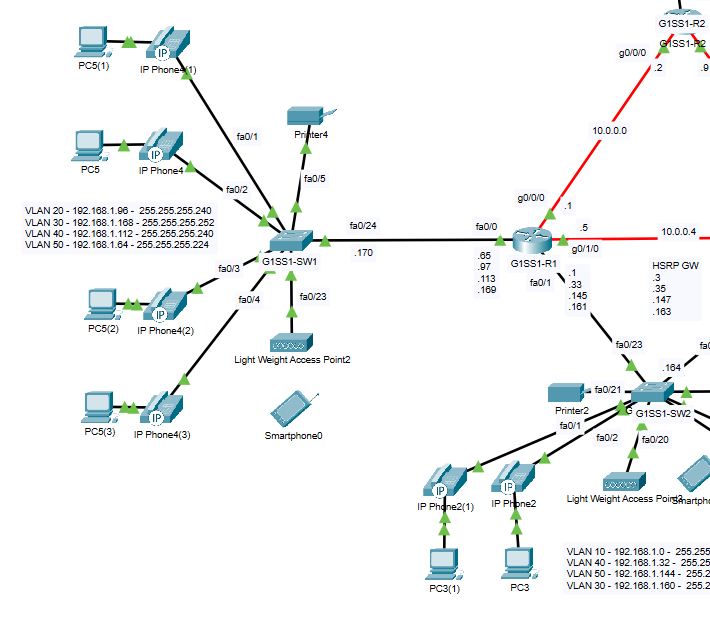 G1SS1-R2
G1SS1-R2
g0/0/0
.2
.9
PC5(1)
IP Phone4(1)
fa0/1
Printer4
10.0.0.0
PC5
IP Phone4
fa0/2
fa0/5
g0/0/0
.1
VLAN 20 - 192.168.1.96 - 255.255.255.240
VLAN 30 - 192.168.1.168 - 255.255.255.252
VLAN 40 - 192.168.1.112 - 255.255.255.240
VLAN 50 - 192.168.1.64 - 255.255.255.224
fa0/24
.170
fa0/0
.5
10.0.0.4
g0/1/0
G1SS1-SW1
G1SS1-R1
.65
.97
.113
.169
fa0/1
.1
.33
.145
.161
HSRP GW
.3
.35
.147
.163
fa0/3
fa0/4
fa0/23
PC5(2)
IP Phone4(2)
Light Weight Access Point2
fa0/23
.164
fa0/21
Printer2
G1SS1-SW2
PC5(3)
IP Phone4(3)
Smartphone0
fa0/1
fa0/2
fa0/20
IP Phone2(1)
IP Phone2
Light Weight Access Point3
PC3(1)
PC3
VLAN 10 - 192.168.1.0 - 255.255
VLAN 40 - 192.168.1.32 - 255.25
VLAN 50 - 192.168.1.144 - 255.2
VLAN 30 - 192.168.1.160 - 255.2